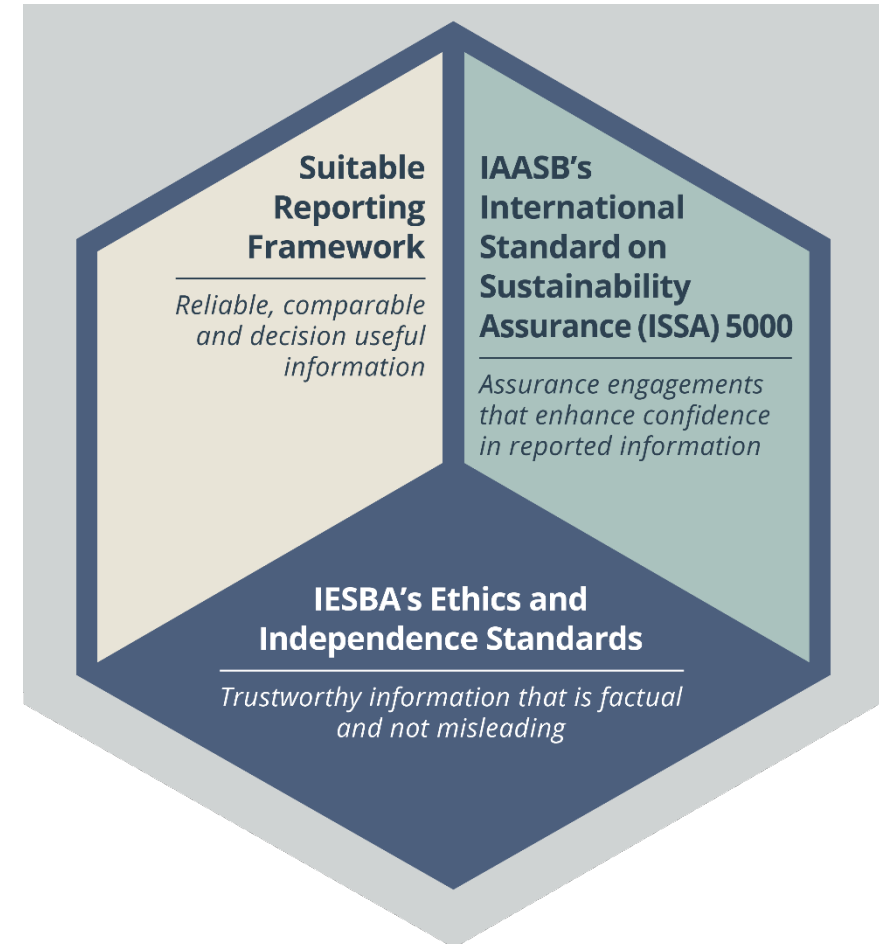 Suitable
Reporting
Framework
Reliable, comparable
and decision useful
information
IAASB’s
International
Standard on
Sustainability
Assurance (ISSA) 5000
Assurance engagements
that enhance confidence
in reported information
IESBA’s Ethics and
Independence Standards
Trustworthy information that is factual
and not misleading